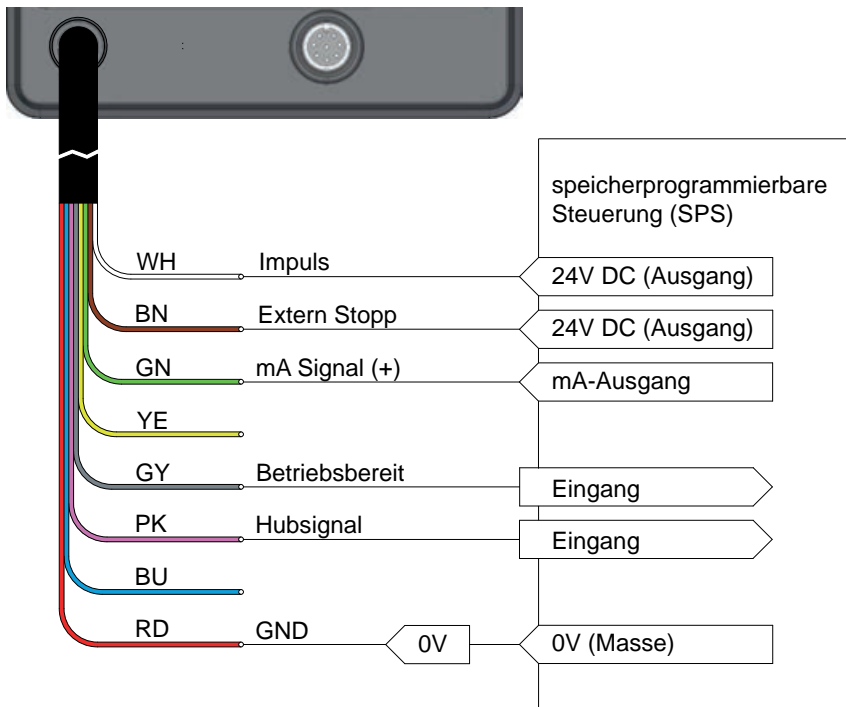 speicherprogrammierbare
Steuerung (SPS)
WH Impuls 24V DC (Ausgang)
BN Extern Stopp 24V DC (Ausgang)
GN mA Signal (+) mA-Ausgang
YE
GY Betriebsbereit Eingang
PK Hubsignal Eingang
BU
RD GND 0V 0V (Masse)